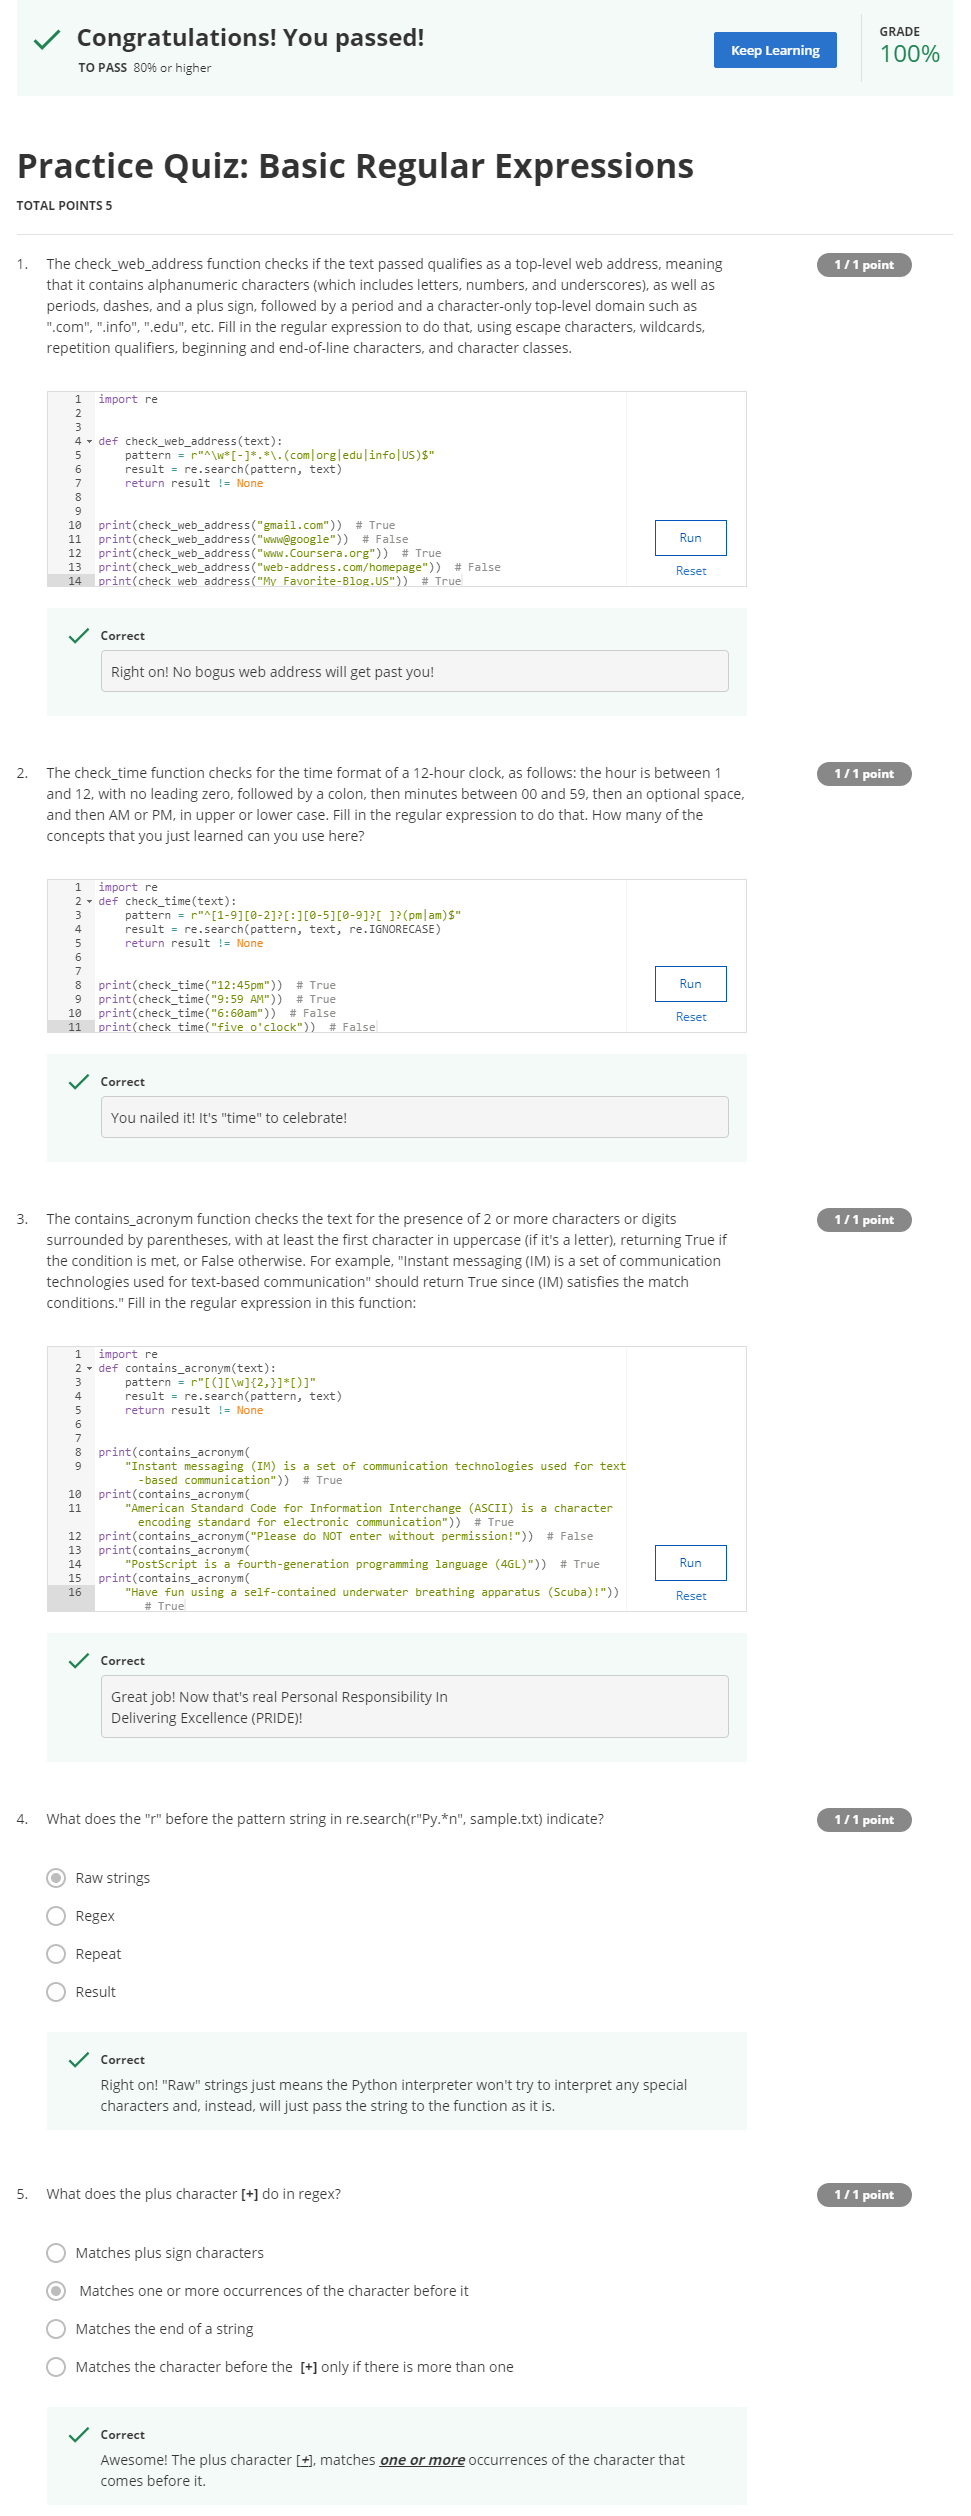 Congratulations! You passed!
TO PASS 80% or higher
Keep Learning
GRADE
100%
Practice Quiz: Basic Regular Expressions
TOTAL POINTS 5
1. The check_web_address function checks if the text passed qualifies as a top-level web address, meaning
that it contains alphanumeric characters (which includes letters, numbers, and underscores), as well as
periods, dashes, and a plus sign, followed by a period and a character-only top-level domain such as
".com", ".info", ".edu", etc. Fill in the regular expression to do that, using escape characters, wildcards,
repetition qualifiers, beginning and end-of-line characters, and character classes.
1 / 1 point
1 import re
2
3
4 def check_web_address(text):
5 pattern = r"^\w*[-]*.*\.(com|org|edu|info|US)$"
6 result = re.search(pattern, text)
7 return result != None
8
9
10 print(check_web_address("gmail.com")) # True
11 print(check_web_address("www@google")) # False
12 print(check_web_address("www.Coursera.org")) # True
13 print(check_web_address("web-address.com/homepage")) # False
14 print(check_web_address("My_Favorite-Blog.US")) # True
Run
Reset
Correct
Right on! No bogus web address will get past you!
2. The check_time function checks for the time format of a 12-hour clock, as follows: the hour is between 1
and 12, with no leading zero, followed by a colon, then minutes between 00 and 59, then an optional space,
and then AM or PM, in upper or lower case. Fill in the regular expression to do that. How many of the
concepts that you just learned can you use here?
1 / 1 point
1 import re
2 def check_time(text):
3 pattern = r"^[1-9][0-2]?[:][0-5][0-9]?[ ]?(pm|am)$"
4 result = re.search(pattern, text, re.IGNORECASE)
5 return result != None
6
7
8 print(check_time("12:45pm")) # True
9 print(check_time("9:59 AM")) # True
10 print(check_time("6:60am")) # False
11 print(check_time("five o'clock")) # False
Run
Reset
Correct
You nailed it! It's "time" to celebrate!
3. The contains_acronym function checks the text for the presence of 2 or more characters or digits
surrounded by parentheses, with at least the first character in uppercase (if it's a letter), returning True if
the condition is met, or False otherwise. For example, "Instant messaging (IM) is a set of communication
technologies used for text-based communication" should return True since (IM) satisfies the match
conditions." Fill in the regular expression in this function:
1 / 1 point
1 import re
2 def contains_acronym(text):
3 pattern = r"[(][\w]{2,}]*[)]"
4 result = re.search(pattern, text)
5 return result != None
6
7
8 print(contains_acronym(
9 "Instant messaging (IM) is a set of communication technologies used for text
-based communication")) # True
10 print(contains_acronym(
11 "American Standard Code for Information Interchange (ASCII) is a character
encoding standard for electronic communication")) # True
12 print(contains_acronym("Please do NOT enter without permission!")) # False
13 print(contains_acronym(
14 "PostScript is a fourth-generation programming language (4GL)")) # True
15 print(contains_acronym(
16 "Have fun using a self-contained underwater breathing apparatus (Scuba)!"))
# True
Run
Reset
Correct
Great job! Now that's real Personal Responsibility In
Delivering Excellence (PRIDE)!
4. What does the "r" before the pattern string in re.search(r"Py.*n", sample.txt) indicate?
1 / 1 point
Raw strings
Regex
Repeat
Result
Correct
Right on! "Raw" strings just means the Python interpreter won't try to interpret any special
characters and, instead, will just pass the string to the function as it is.
5. What does the plus character [+] do in regex?
1 / 1 point
Matches plus sign characters
Matches one or more occurrences of the character before it
Matches the end of a string
Matches the character before the [+] only if there is more than one
Correct
Awesome! The plus character [+], matches one or more occurrences of the character that
comes before it.